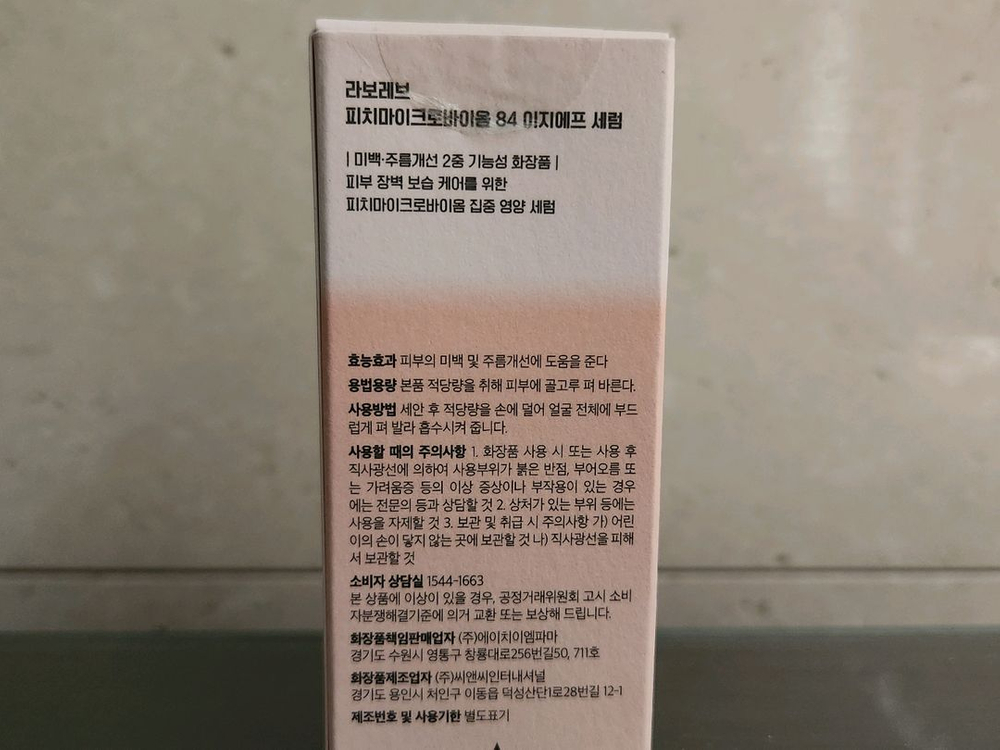 라보레브
피치마이크로바이옴 84 이지에프 세럼
| 미백·주름개선 2중 기능성 화장품 |
피부 장벽 보습 케어를 위한
피치마이크로바이옴 집중 영양 세럼
효능효과 피부의 미백 및 주름개선에 도움을 준다
용법용량 본품 적당량을 취해 피부에 골고루 펴 바른다.
사용방법 세안 후 적당량을 손에 덜어 얼굴 전체에 부드
럽게 펴 발라 흡수시켜 줍니다.
사용할 때의 주의사항 1. 화장품 사용 시 또는 사용 후
직사광선에 의하여 사용부위가 붉은 반점, 부어오름 또
는 가려움증 등의 이상 증상이나 부작용이 있는 경우
에는 전문의 등과 상담할 것 2. 상처가 있는 부위 등에는
사용을 자제할 것 3. 보관 및 취급 시 주의사항 가) 어린
이의 손이 닿지 않는 곳에 보관할 것 나) 직사광선을 피해
서 보관할 것
소비자 상담실 1544-1663
본 상품에 이상이 있을 경우, 공정거래위원회 고시 소비
자분쟁해결기준에 의거 교환 또는 보상해 드립니다.
화장품책임판매업자 (주)에이치이엠파마
경기도 수원시 영통구 창룡대로256번길50, 711호
화장품제조업자 (주)씨앤씨인터내셔널
경기도 용인시 처인구 이동읍 덕성산단1로28번길 12-1
제조번호 및 사용기한 별도표기